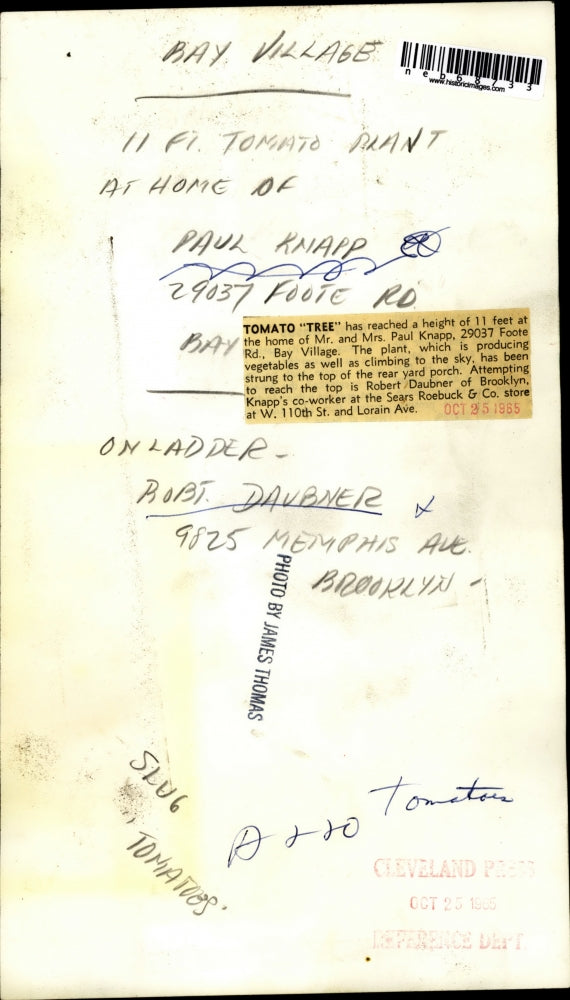 BAY VILLAGE
neb68733
www.historicimages.com
11 FT. TOMATO PLANT
AT HOME OF
PAUL KNAPP
29037 FOOTE RD
BAY
TOMATO "TREE" has reached a height of 11 feet at
the home of Mr. and Mrs. Paul Knapp, 29037 Foote
Rd., Bay Village. The plant, which is producing
vegetables as well as climbing to the sky, has been
strung to the top of the rear yard porch. Attempting
to reach the top is Robert Daubner of Brooklyn,
Knapp's co-worker at the Sears Roebuck & Co. store
at W. 110th St. and Lorain Ave.
OCT 25 1965
ON LADDER -
ROBT. DAUBNER x
9825 MEMPHIS AVE.
BROOKLYN -
PHOTO BY JAMES THOMAS
SLUG
" TOMATOES.
Tomatoes
CLEVELAND PRESS
OCT 25 1965
REFERENCE DEPT.